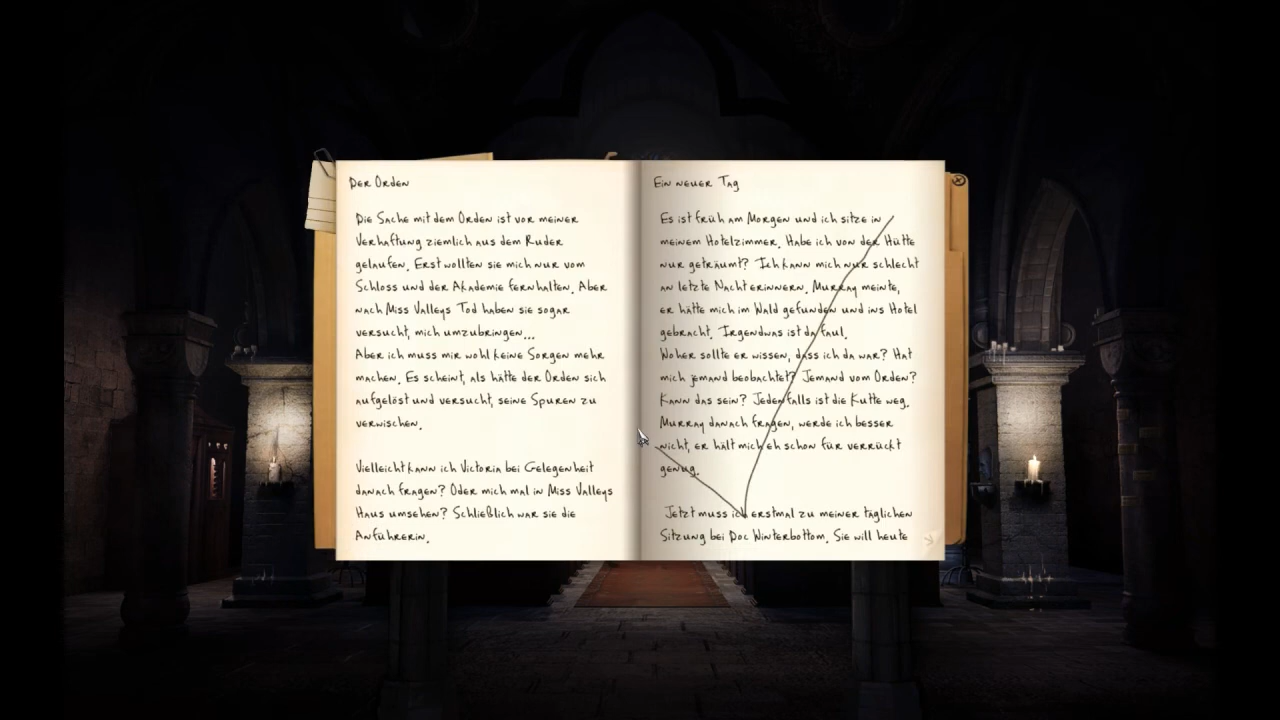 Der Orden
Die Sache mit dem Orden ist vor meiner
Verhaftung ziemlich aus dem Ruder
gelaufen. Erst wollten sie mich nur vom
Schloss und der Akademie fernhalten. Aber
nach Miss Valleys Tod haben sie sogar
versucht, mich umzubringen...
Aber ich muss mir wohl keine Sorgen mehr
machen. Es scheint, als hätte der Orden sich
aufgelöst und versucht, seine Spuren zu
verwischen.
Vielleicht kann ich Victoria bei Gelegenheit
danach fragen? Oder mich mal in Miss Valleys
Haus umsehen? Schließlich war sie die
Anführerin.
Ein neuer Tag
Es ist früh am Morgen und ich sitze in
meinem Hotelzimmer. Habe ich von der Hütte
nur geträumt? Ich kann mich nur schlecht
an letzte Nacht erinnern. Murray meinte,
er hätte mich im Wald gefunden und ins Hotel
gebracht. Irgendwas ist da faul.
Woher sollte er wissen, dass ich da war? Hat
mich jemand beobachtet? Jemand vom Orden?
Kann das sein? Jedenfalls ist die Kutte weg.
Murray danach fragen, werde ich besser
nicht, er hält mich eh schon für verrückt
genug.
Jetzt muss ich erstmal zu meiner täglichen
Sitzung bei Doc Winterbottom. Sie will heute